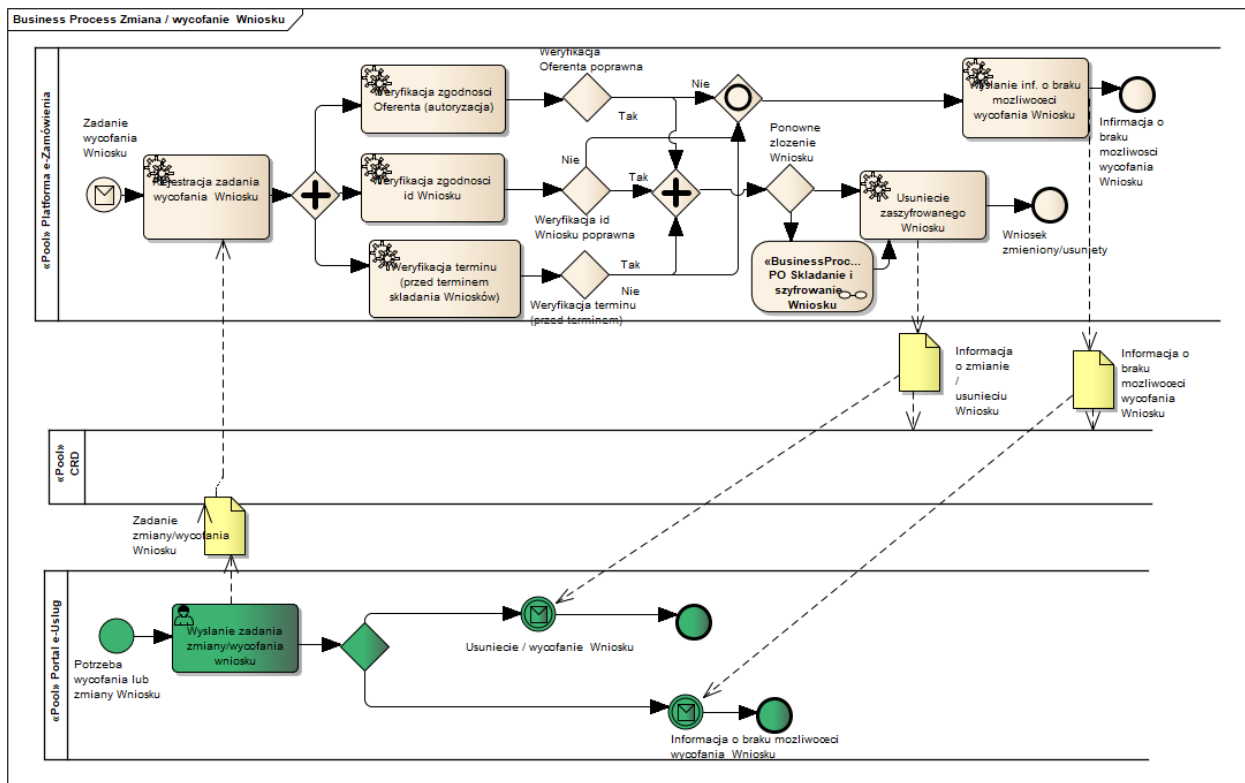 Business Process Zmiana / wycofanie Wniosku
«Pool» Platforma e-Zamówienia
Zadanie
wycofania
Wniosku
Rejestracja zadania
wycofania Wniosku
Weryfikacja zgodnosci
Oferenta (autoryzacja)
Weryfikacja
Oferenta poprawna
Nie
Tak
Weryfikacja zgodnosci
id Wniosku
Nie
Tak
Weryfikacja id
Wniosku poprawna
Weryfikacja terminu
(przed terminem
skladania Wniosków)
Tak
Nie
Weryfikacja terminu
(przed terminem)
Ponowne
zlozenie
Wniosku
«BusinessProc...
PO Skladanie i
szyfrowanie
Wniosku
Usuniecie
zaszyfrowanego
Wniosku
Wniosek
zmieniony/usuniety
Wyslanie inf. o braku
mozliwoœci
wycofania Wniosku
Infirmacja o
braku
mozliwosci
wycofania
Wniosku
Informacja
o zmianie
/
usunieciu
Wniosku
Informacja o
braku
mozliwoœci
wycofania
Wniosku
«Pool»
CRD
Zadanie
zmiany/wycofania
Wniosku
«Pool» Portal e-Uslug
Potrzeba
wycofania lub
zmiany Wniosku
Wyslanie zadania
zmiany/wycofania
wniosku
Usuniecie / wycofanie Wniosku
Informacja o braku mozliwoœci
wycofania Wniosku